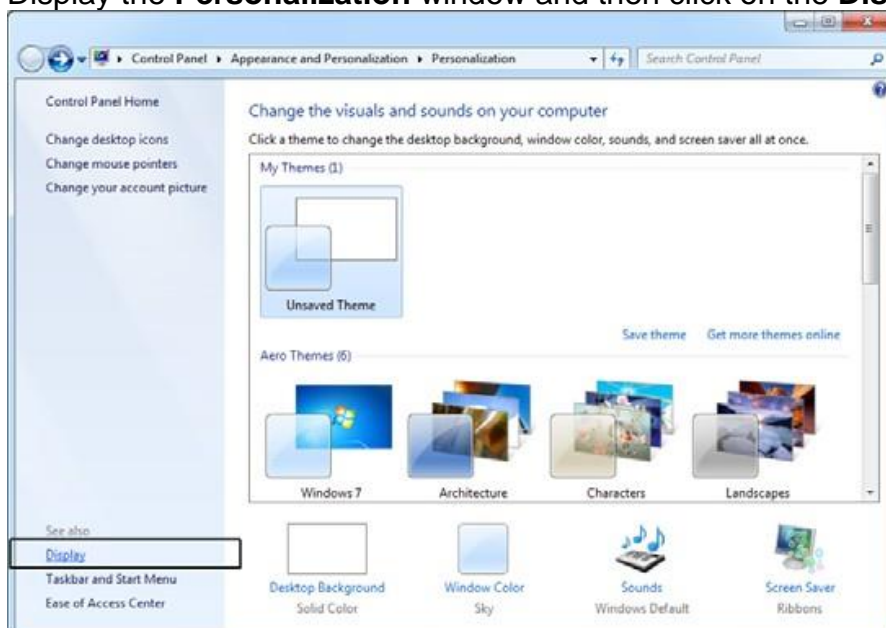 Display the Personalization window and then click on the Dis
Control Panel ▸ Appearance and Personalization ▸ Personalization
Search Control Panel
Control Panel Home
Change desktop icons
Change mouse pointers
Change your account picture
Change the visuals and sounds on your computer
Click a theme to change the desktop background, window color, sounds, and screen saver all at once.
My Themes (1)
Unsaved Theme
Save theme Get more themes online
Aero Themes (6)
Windows 7 Architecture Characters Landscapes
See also
Display
Taskbar and Start Menu
Ease of Access Center
Desktop Background Window Color Sounds Screen Saver
Solid Color Sky Windows Default Ribbons